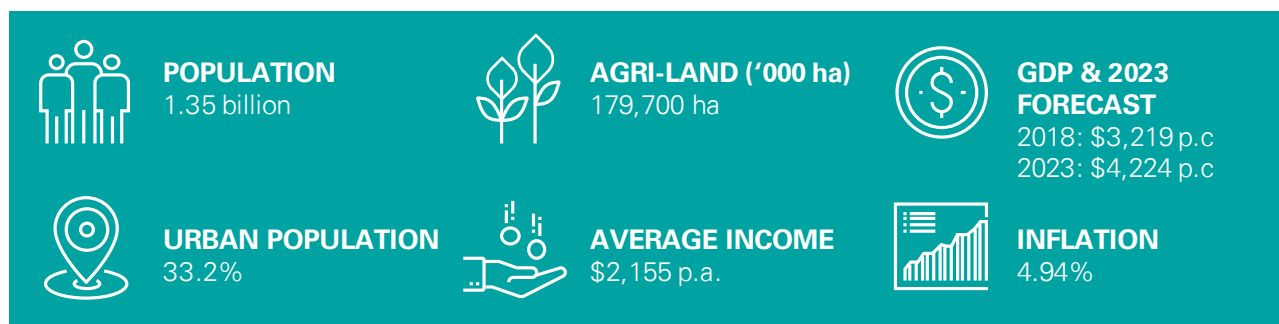 POPULATION
1.35 billion
AGRI-LAND (‘000 ha)
179,700 ha
GDP & 2023
FORECAST
2018: $3,219 p.c
2023: $4,224 p.c
URBAN POPULATION
33.2%
AVERAGE INCOME
$2,155 p.a.
INFLATION
4.94%